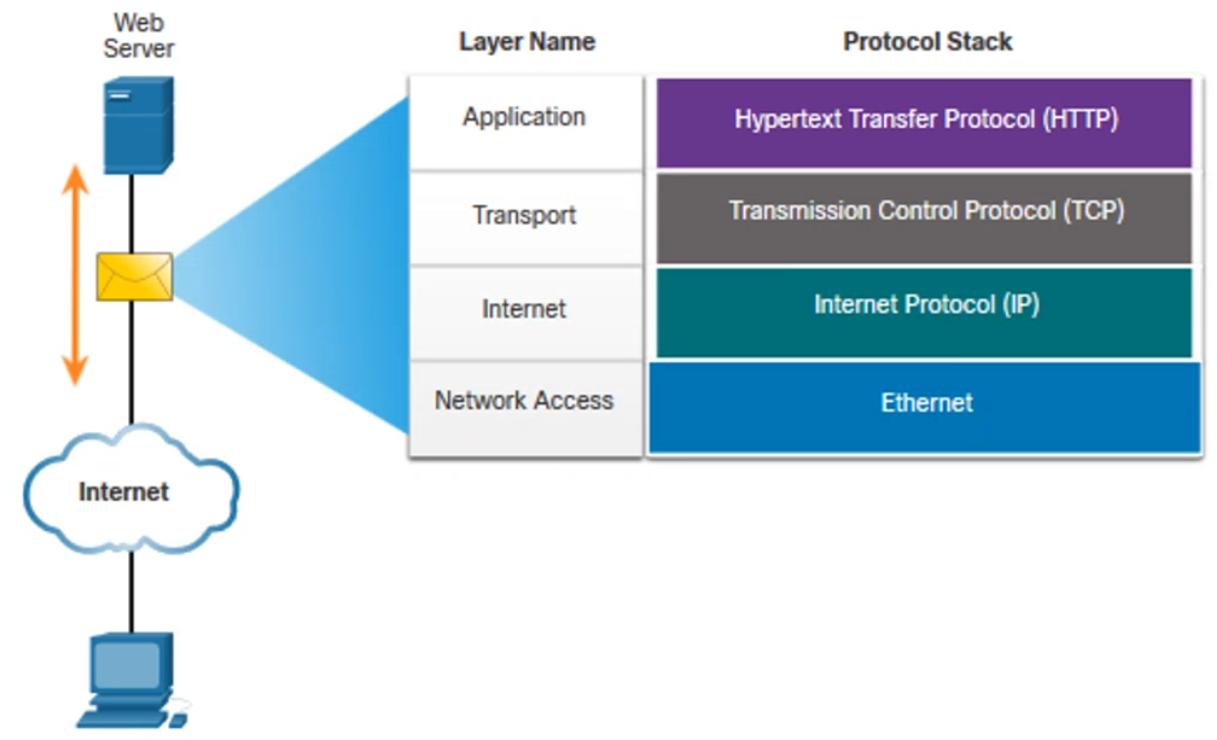 Web
Server
Layer Name
Protocol Stack
Application
Hypertext Transfer Protocol (HTTP)
Transport
Transmission Control Protocol (TCP)
Internet
Internet Protocol (IP)
Network Access
Ethernet
Internet